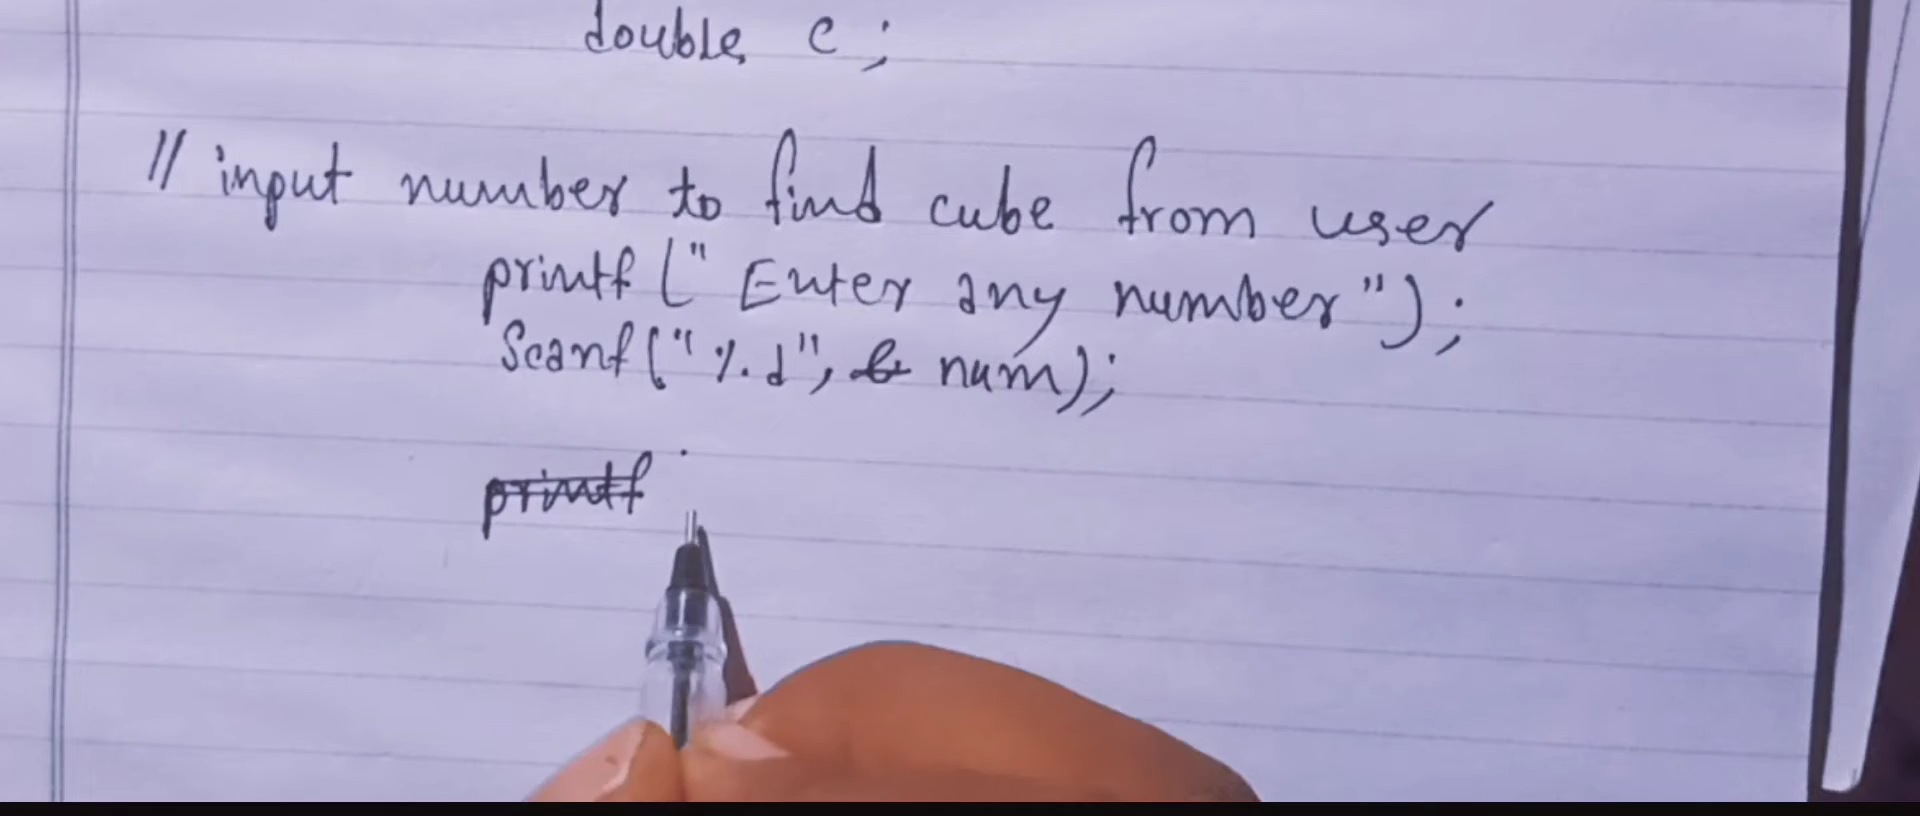 double c;
// input number to find cube from user
printf (" Enter any number");
Scanf ("%d", & num);
printf